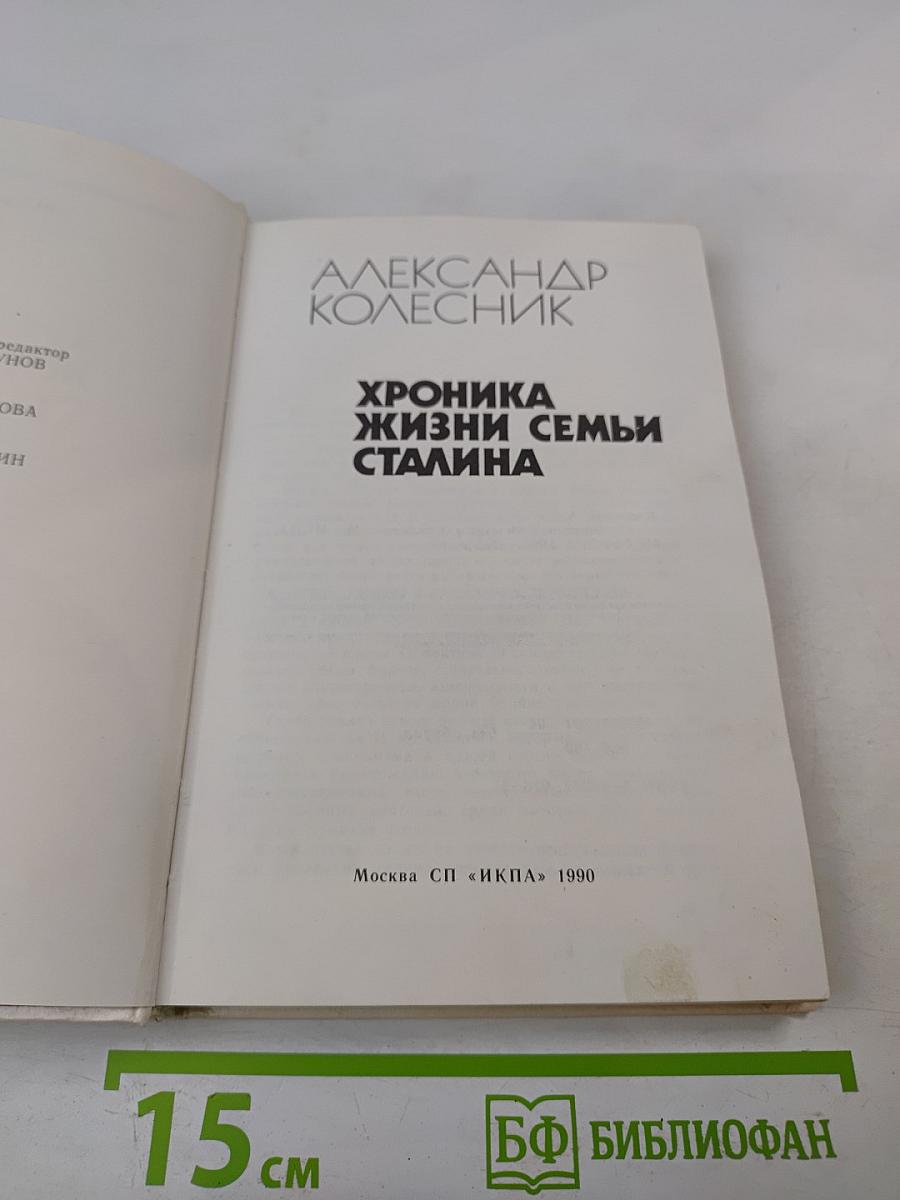 редактор
УНОВ
ОВА
ИН
АЛЕКСАНДР
КОЛЕСНИК
ХРОНИКА
ЖИЗНИ СЕМЬИ
СТАЛИНА
Москва СП «ИКПА» 1990
15 см
БФ БИБЛИОФАН